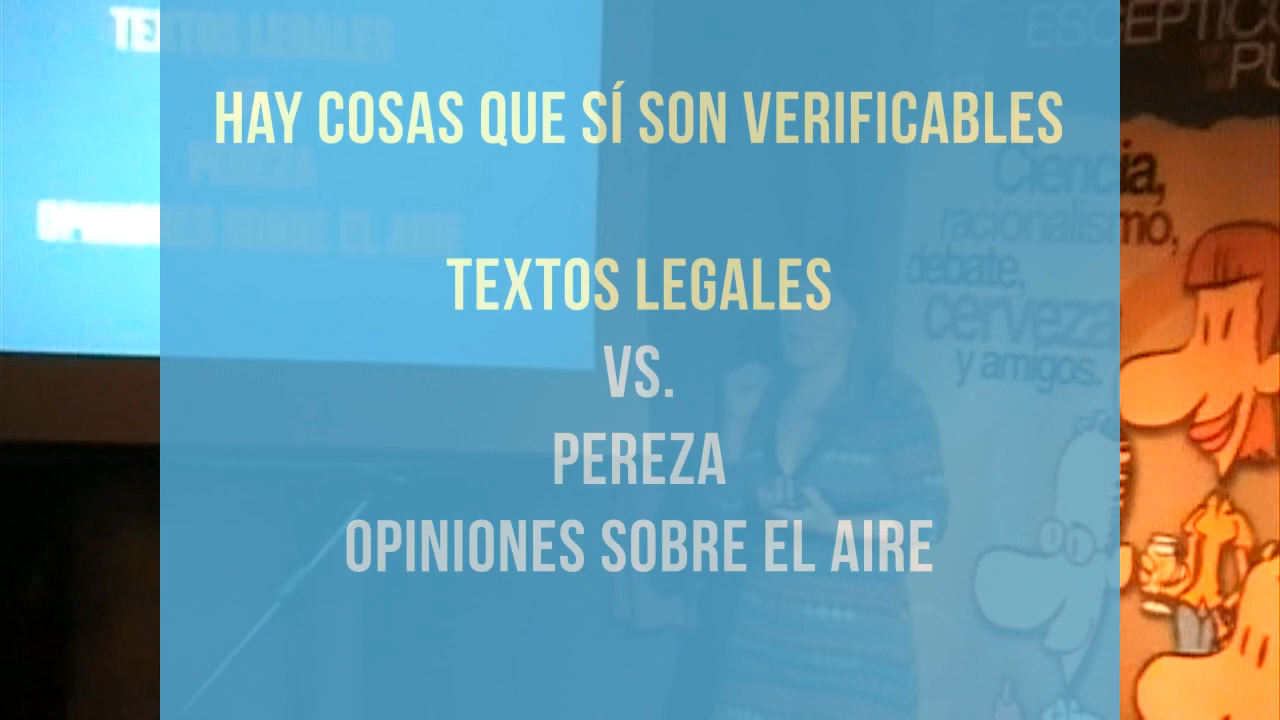 HAY COSAS QUE SÍ SON VERIFICABLES
TEXTOS LEGALES
VS.
PEREZA
OPINIONES SOBRE EL AIRE
TEXTOS LEGALES
PEREZA
OPINIONES SOBRE EL AIRE
ESCÉPTICOS
Ciencia,
racionalismo,
debate,
cerveza
y amigos.